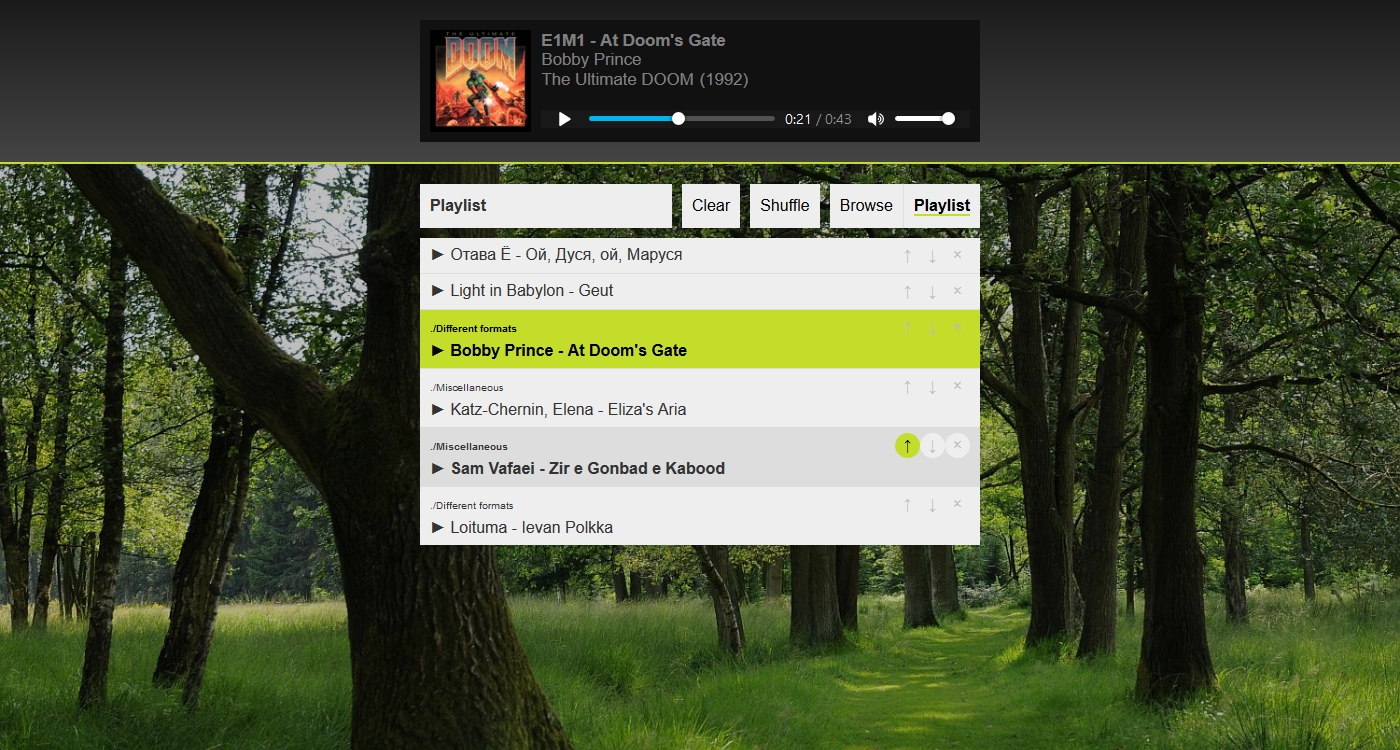 THE ULTIMATE
DOOM
E1M1 - At Doom's Gate
Bobby Prince
The Ultimate DOOM (1992)
0:21 / 0:43
Playlist
Clear
Shuffle
Browse
Playlist
► Отава Ё - Ой, Дуся, ой, Маруся ↑ ↓ ×
► Light in Babylon - Geut ↑ ↓ ×
./Different formats ↑ ↓ ×
► Bobby Prince - At Doom's Gate
./Miscellaneous ↑ ↓ ×
► Katz-Chernin, Elena - Eliza's Aria
./Miscellaneous ↑ ↓ ×
► Sam Vafaei - Zir e Gonbad e Kabood
./Different formats ↑ ↓ ×
► Loituma - Ievan Polkka